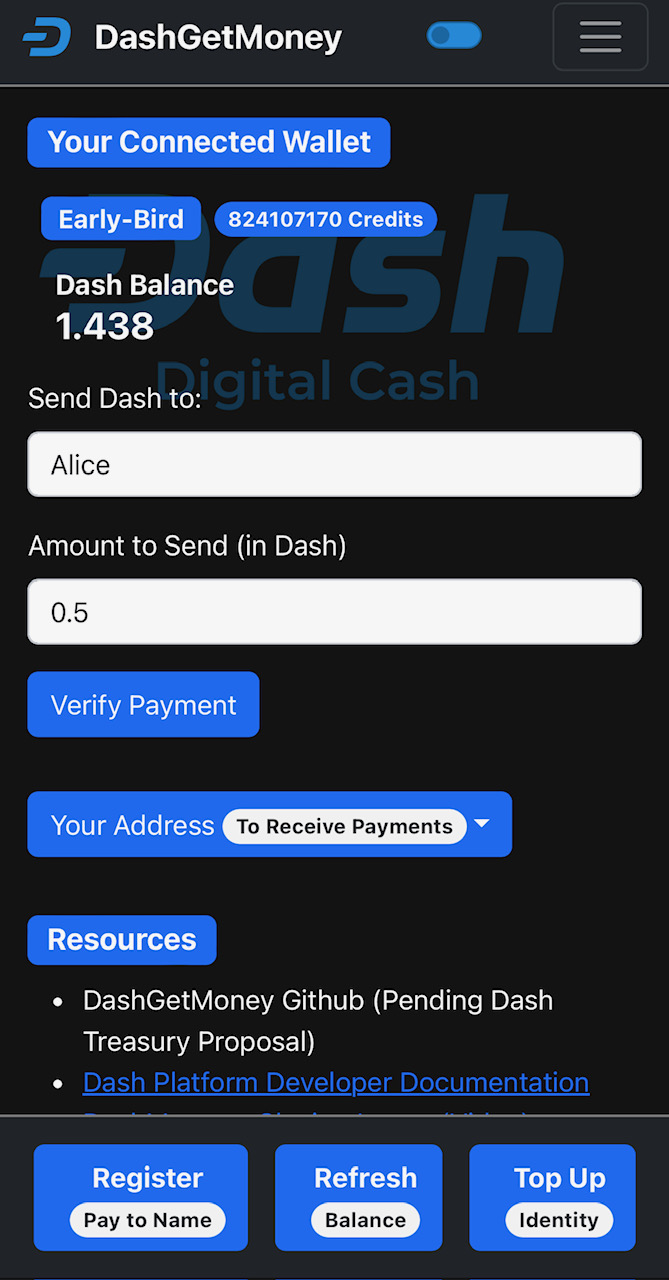 DashGetMoney
Your Connected Wallet
Early-Bird 824107170 Credits
Dash
Digital Cash
Dash Balance
1.438
Send Dash to:
Alice
Amount to Send (in Dash)
0.5
Verify Payment
Your Address To Receive Payments
Resources
• DashGetMoney Github (Pending Dash
Treasury Proposal)
• Dash Platform Developer Documentation
Register Refresh Top Up
Pay to Name Balance Identity